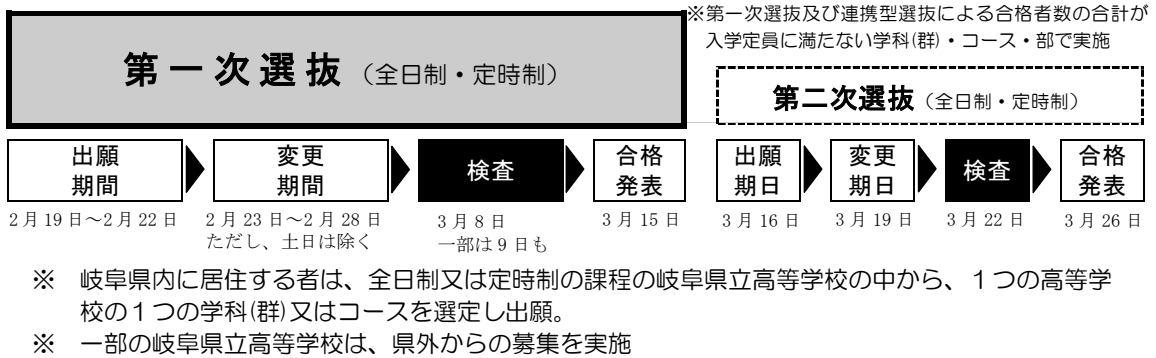 ※第一次選抜及び連携型選抜による合格者数の合計が
入学定員に満たない学科(群)・コース・部で実施
第一次選抜（全日制・定時制）
第二次選抜（全日制・定時制）
出願
期間
変更
期間
検査
合格
発表
出願
期日
変更
期日
検査
合格
発表
2月19日～2月22日
2月23日～2月28日
ただし、土日は除く
3月8日
一部は9日も
3月15日
3月16日
3月19日
3月22日
3月26日
※　岐阜県内に居住する者は、全日制又は定時制の課程の岐阜県立高等学校の中から、１つの高等学
校の１つの学科(群)又はコースを選定し出願。
※　一部の岐阜県立高等学校は、県外からの募集を実施